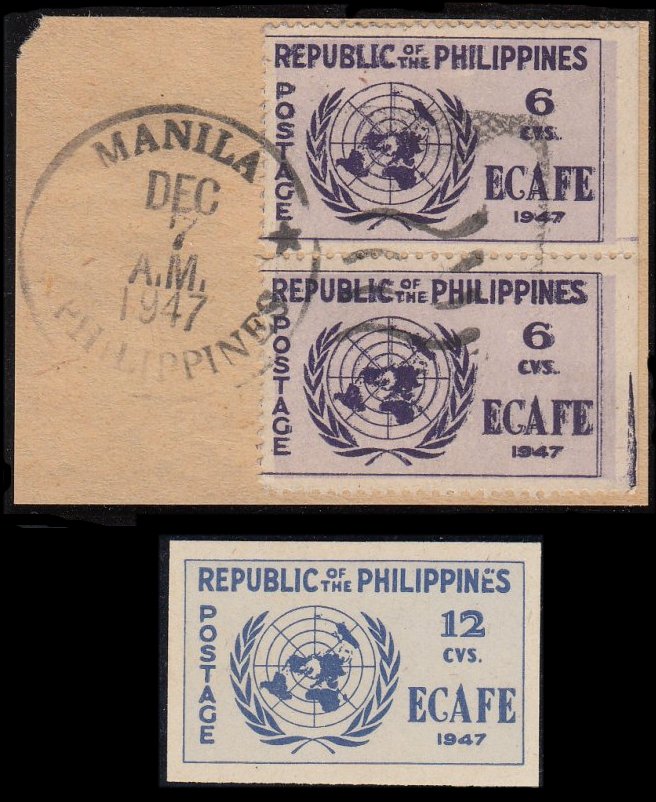 MANILA
DEC
7
A.M.
1947
PHILIPPINES
REPUBLIC OF THE PHILIPPINES
POSTAGE
6
CVS.
ECAFE
1947
REPUBLIC OF THE PHILIPPINES
POSTAGE
6
CVS.
ECAFE
1947
REPUBLIC OF THE PHILIPPINES
POSTAGE
12
CVS.
ECAFE
1947